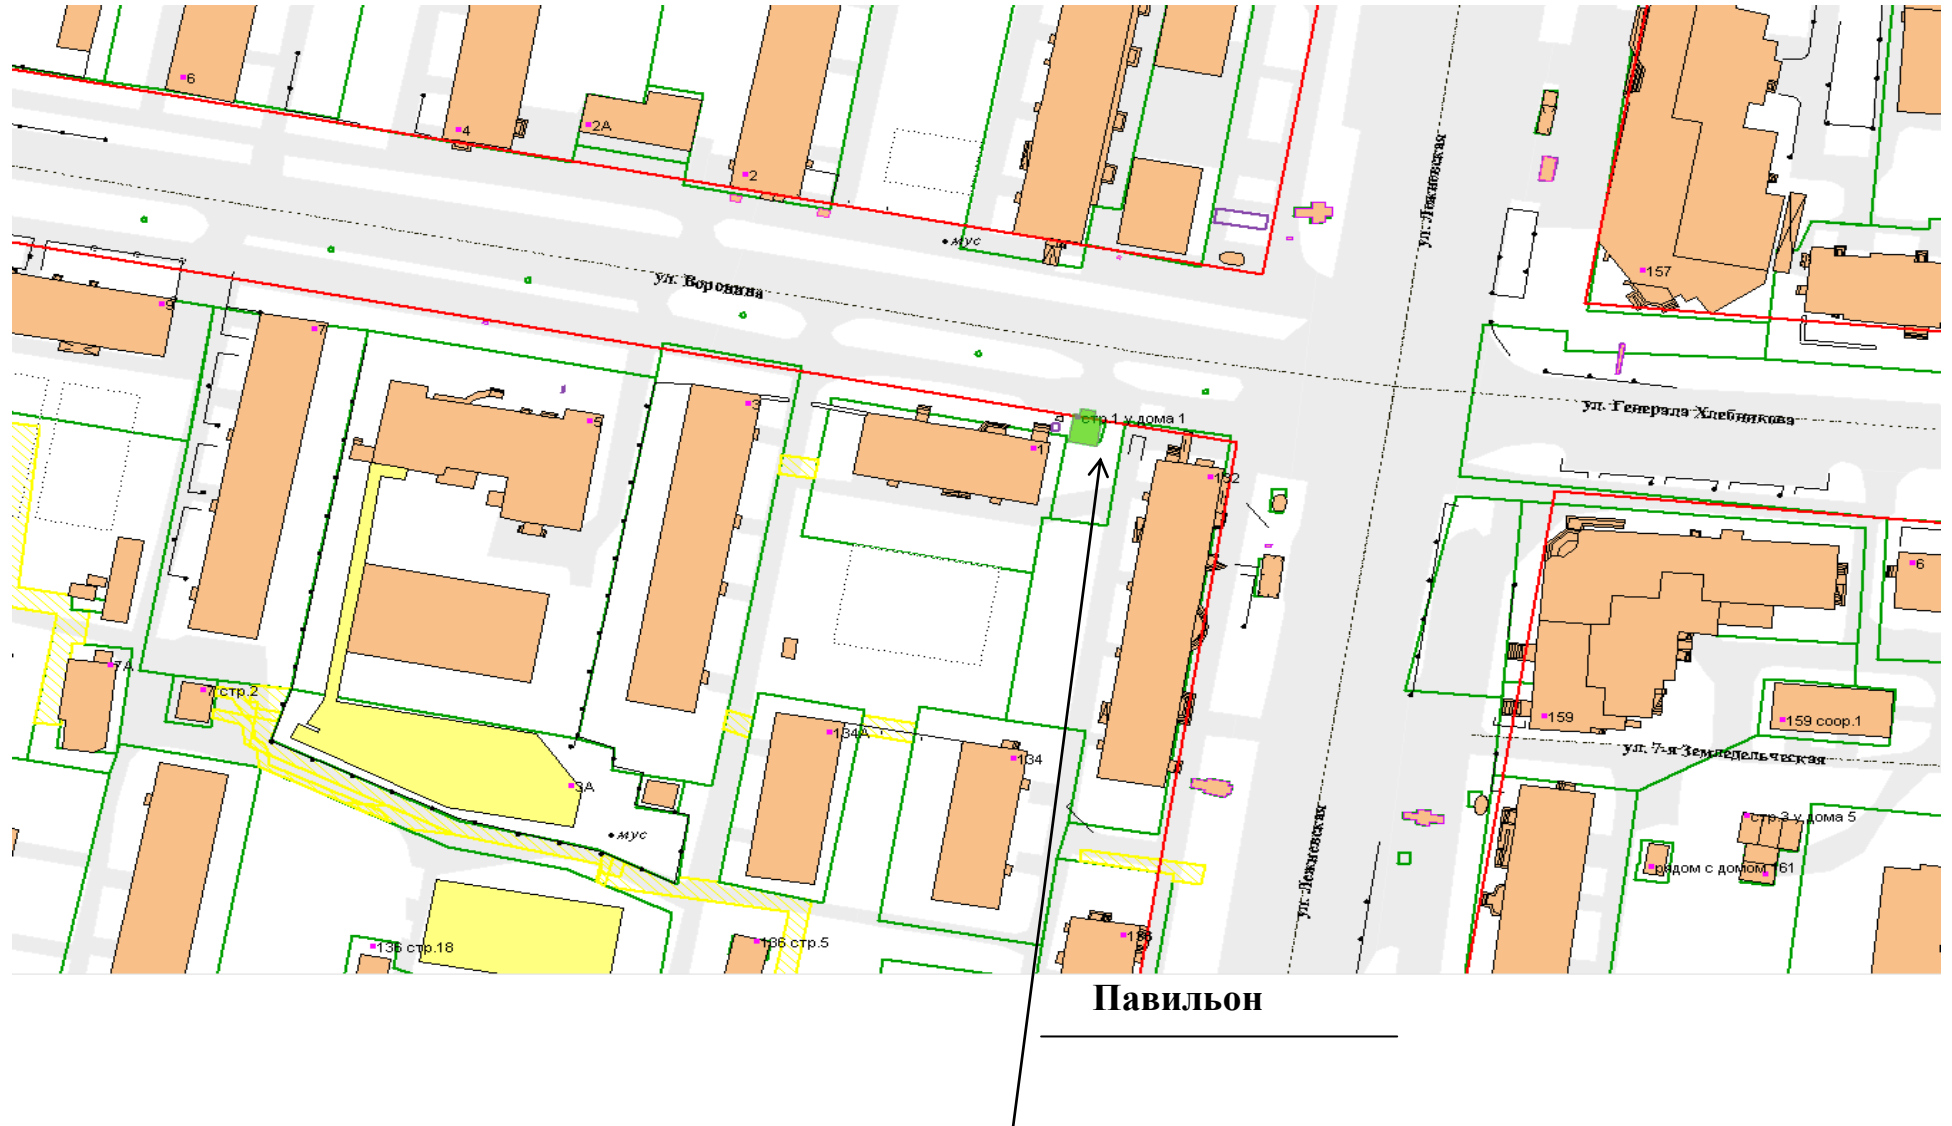 6
4
2А
2
мус
ул. Воронина
ул. Лежневская
157
9
7
5
3
1
стр.1 у дома 1
132
ул. Генерала Хлебникова
6
7А
7 стр.2
3А
мус
134А
134
159
159 соор.1
ул. 7-я Земледельческая
ул. Лежневская
стр.3 у дома 5
рядом с домом 161
136 стр.18
136 стр.5
136
Павильон